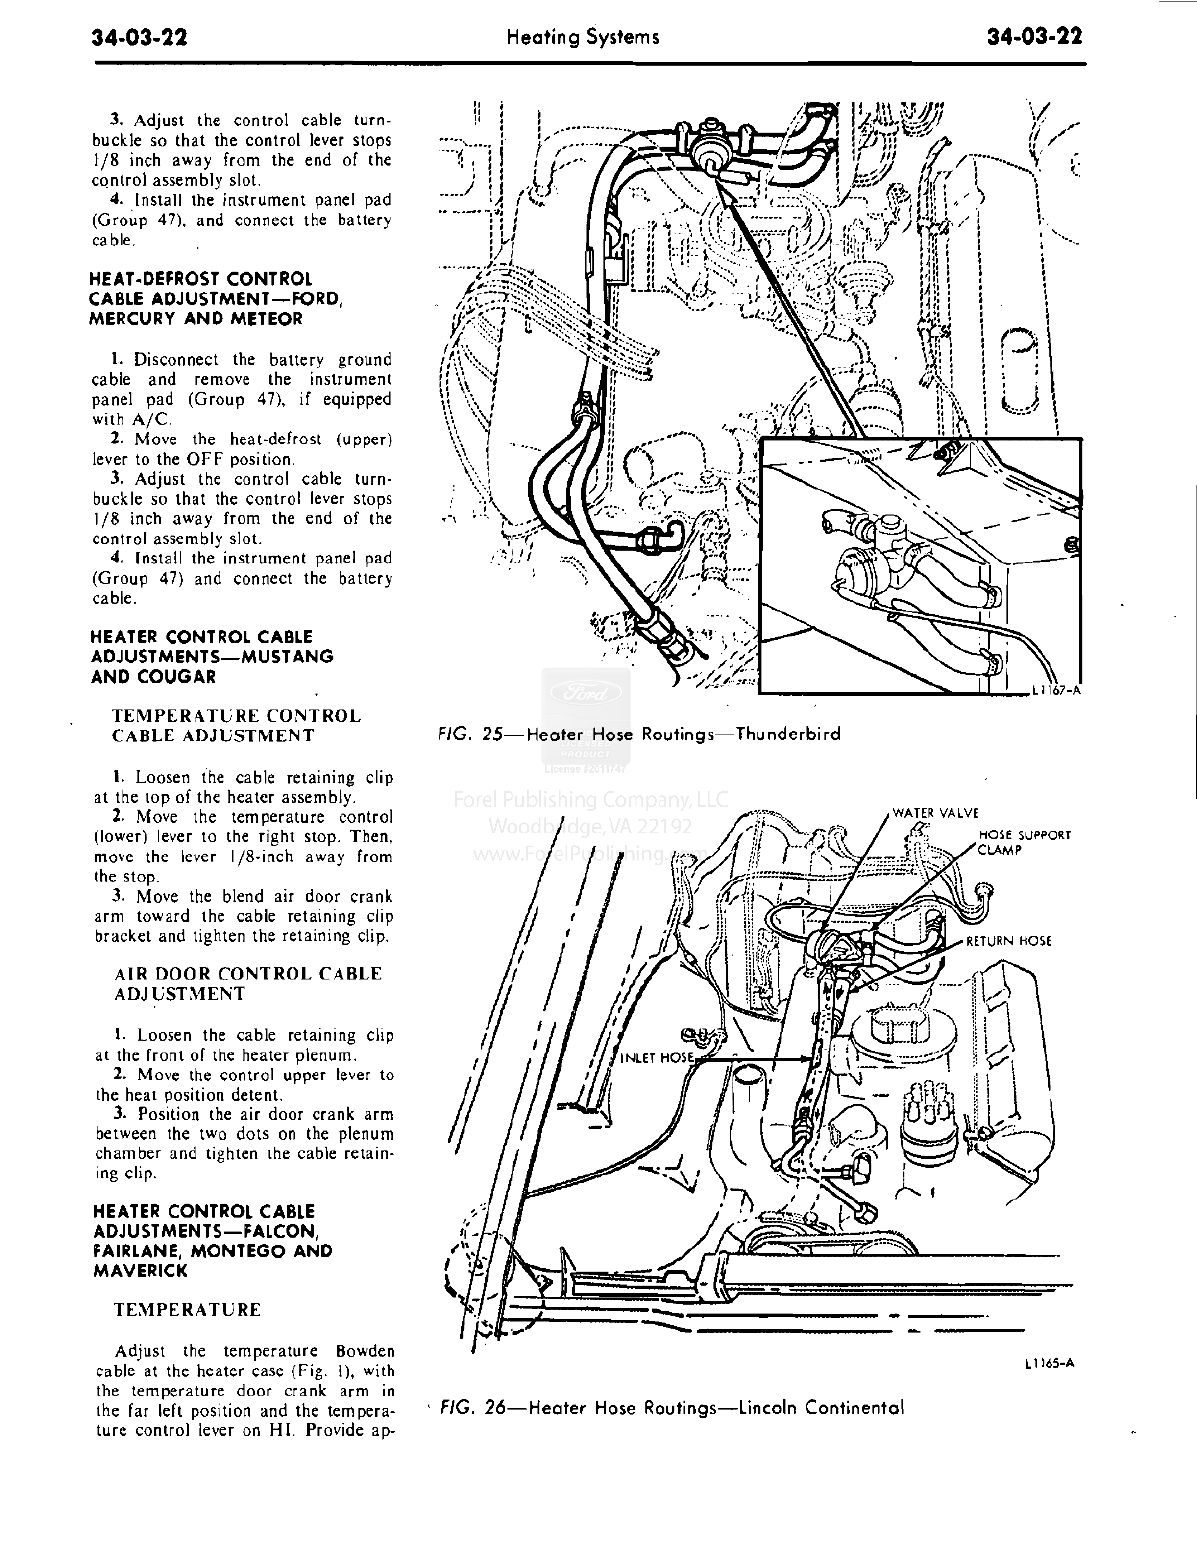 34-03-22
Heating Systems
34-03-22
3. Adjust the control cable turn-
buckle so that the control lever stops
1/8 inch away from the end of the
control assembly slot.
4. Install the instrument panel pad
(Group 47), and connect the battery
cable.
HEAT-DEFROST CONTROL
CABLE ADJUSTMENT—FORD,
MERCURY AND METEOR
1. Disconnect the battery ground
cable and remove the instrument
panel pad (Group 47), if equipped
with A/C.
2. Move the heat-defrost (upper)
lever to the OFF position.
3. Adjust the control cable turn-
buckle so that the control lever stops
1/8 inch away from the end of the
control assembly slot.
4. Install the instrument panel pad
(Group 47) and connect the battery
cable.
HEATER CONTROL CABLE
ADJUSTMENTS—MUSTANG
AND COUGAR
TEMPERATURE CONTROL
CABLE ADJUSTMENT
1. Loosen the cable retaining clip
at the top of the heater assembly.
2. Move the temperature control
(lower) lever to the right stop. Then,
move the lever 1/8-inch away from
the stop.
3. Move the blend air door crank
arm toward the cable retaining clip
bracket and tighten the retaining clip.
AIR DOOR CONTROL CABLE
ADJUSTMENT
1. Loosen the cable retaining clip
at the front of the heater plenum.
2. Move the control upper lever to
the heat position detent.
3. Position the air door crank arm
between the two dots on the plenum
chamber and tighten the cable retain-
ing clip.
HEATER CONTROL CABLE
ADJUSTMENTS—FALCON,
FAIRLANE, MONTEGO AND
MAVERICK
TEMPERATURE
Adjust the temperature Bowden
cable at the heater case (Fig. 1), with
the temperature door crank arm in
the far left position and the tempera-
ture control lever on HI. Provide ap-
L1167-A
FIG. 25—Heater Hose Routings—Thunderbird
Ford
LICENSED
PRODUCT
License #2011747
Forel Publishing Company, LLC
Woodbridge, VA 22192
www.ForelPublishing.com
WATER VALVE
HOSE SUPPORT
CLAMP
RETURN HOSE
INLET HOSE
L1165-A
FIG. 26—Heater Hose Routings—Lincoln Continental